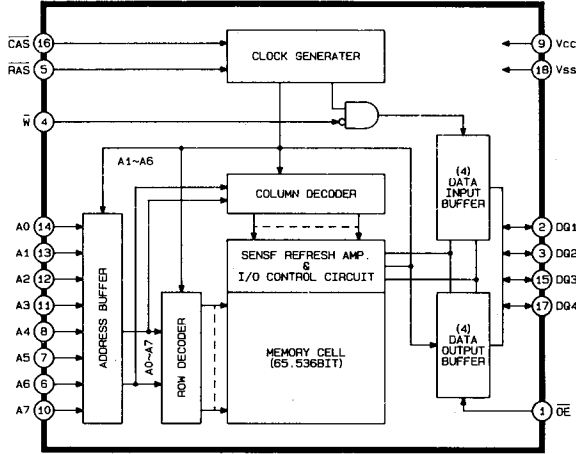 CAS 16
RAS 5
W 4
CLOCK GENERATER
9 Vcc
18 Vss
A1~A6
COLUMN DECODER
(4)
DATA
INPUT
BUFFER
SENSF REFRESH AMP.
&
I/O CONTROL CIRCUIT
MEMORY CELL
(65.536BIT)
A0 14
A1 13
A2 12
A3 11
A4 8
A5 7
A6 6
A7 10
ADDRESS BUFFER
A0~A7
ROW DECODER
(4)
DATA
OUTPUT
BUFFER
2 DQ1
3 DQ2
15 DQ3
17 DQ4
1 OE